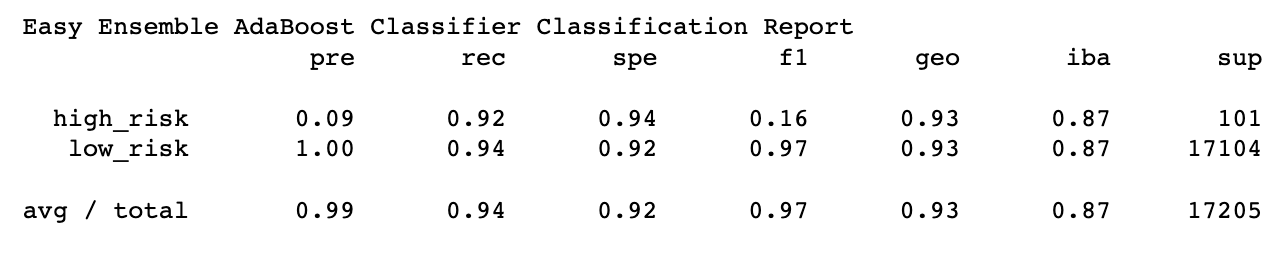 Easy Ensemble AdaBoost Classifier Classification Report
pre rec spe f1 geo iba sup
high_risk 0.09 0.92 0.94 0.16 0.93 0.87 101
low_risk 1.00 0.94 0.92 0.97 0.93 0.87 17104
avg / total 0.99 0.94 0.92 0.97 0.93 0.87 17205